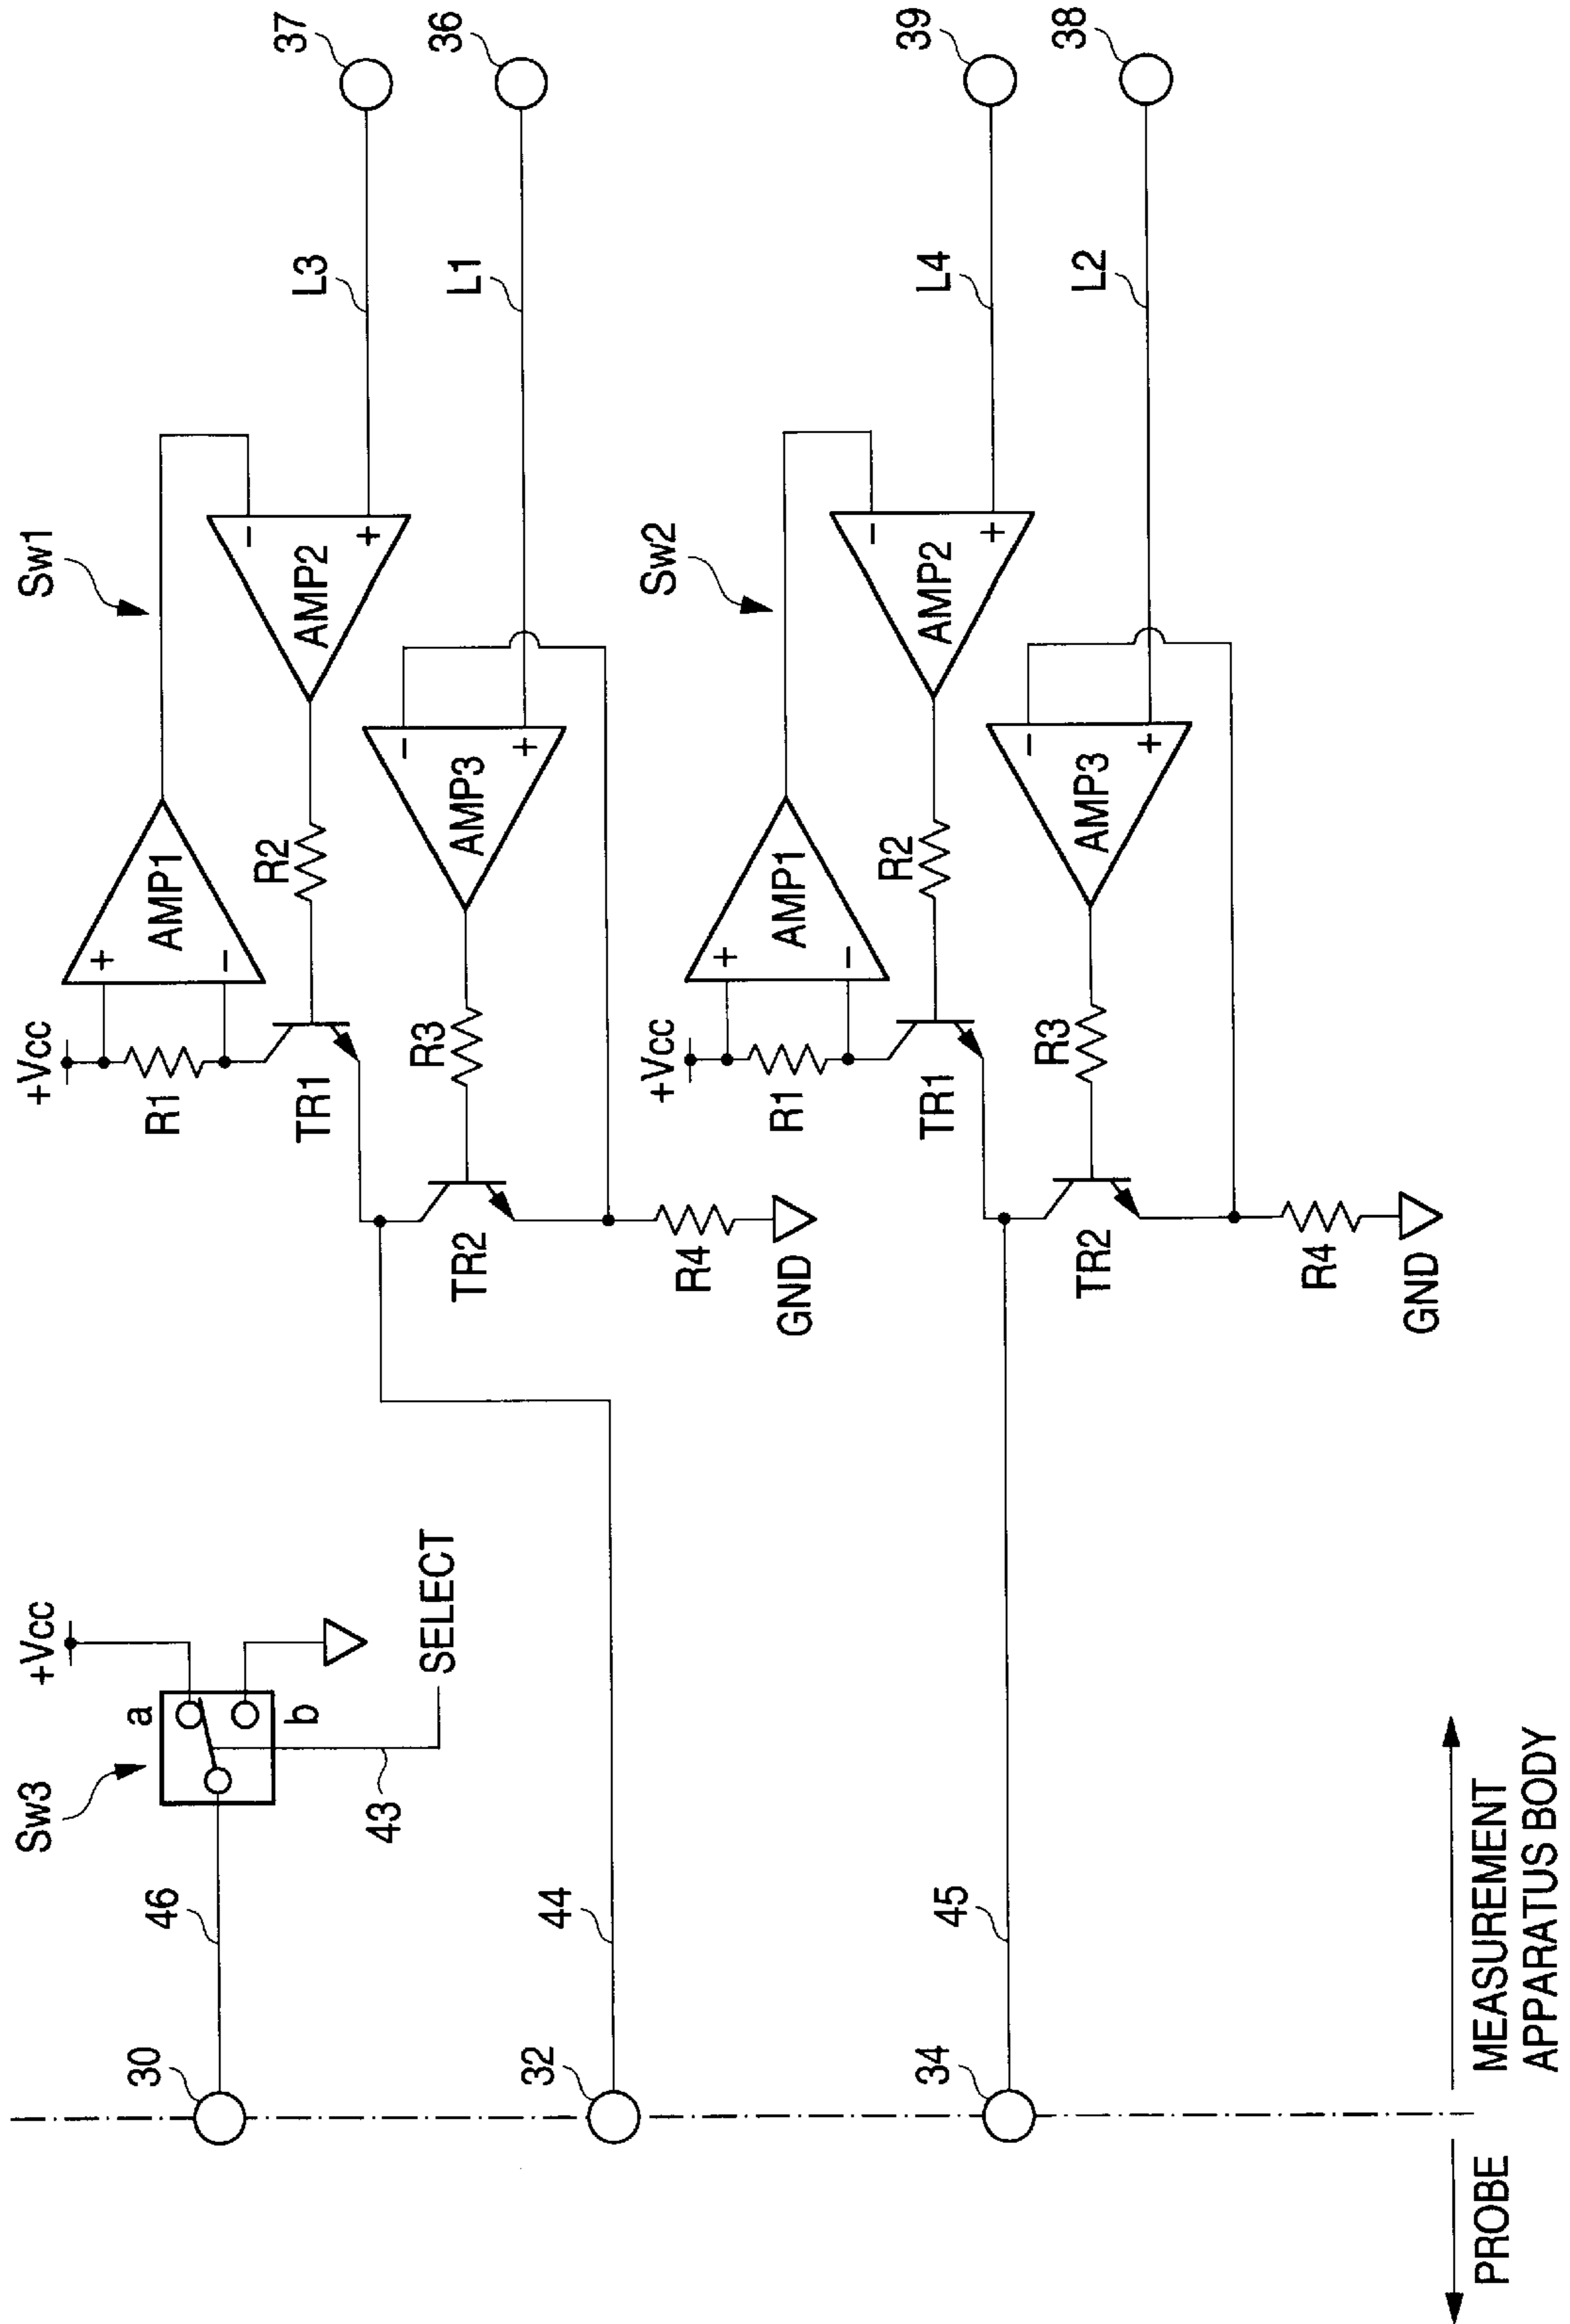 Sw3
+Vcc
a
b
46
43
SELECT
30
44
32
45
34
Sw1
+Vcc
R1
+
-
AMP1
TR1
R2
-
+
AMP2
L3
37
TR2
R3
-
+
AMP3
L1
36
R4
GND
Sw2
+Vcc
R1
+
-
AMP1
TR1
R2
-
+
AMP2
L4
39
TR2
R3
-
+
AMP3
L2
38
R4
GND
PROBE
MEASUREMENT
APPARATUS BODY